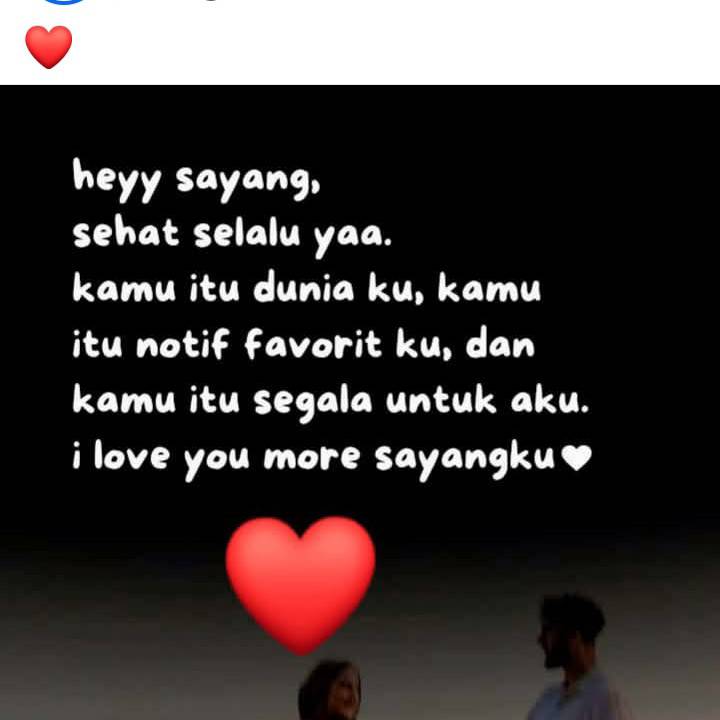 heyy sayang,
sehat selalu yaa.
kamu itu dunia ku, kamu
itu notif favorit ku, dan
kamu itu segala untuk aku.
i love you more sayangku♥